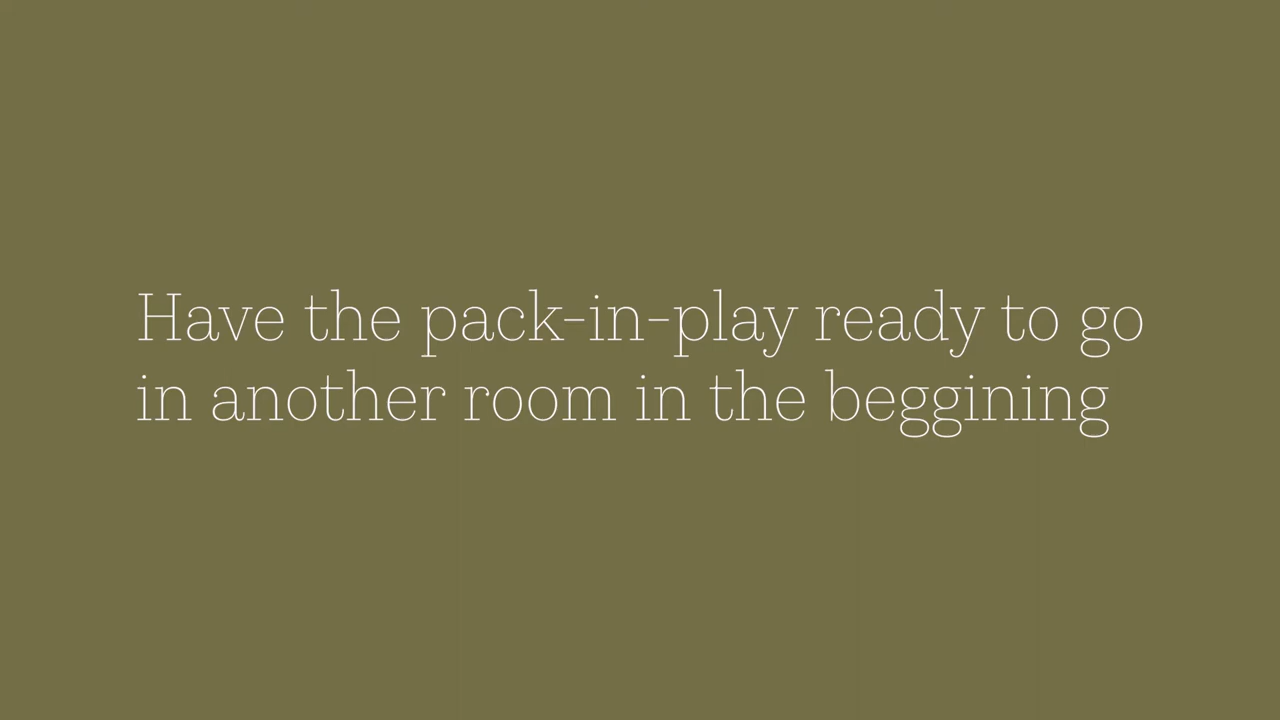 Have the pack-in-play ready to go
in another room in the beggining